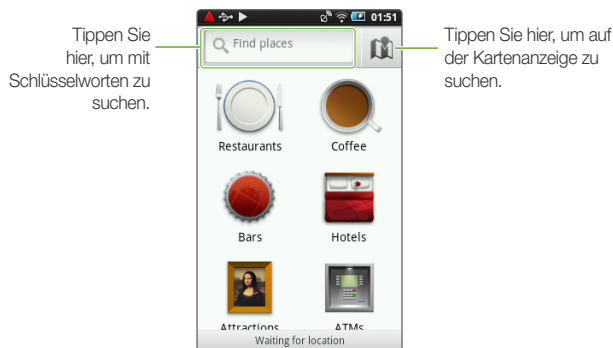 Tippen Sie
hier, um mit
Schlüsselworten zu
suchen.
01:51
Find places
Tippen Sie hier, um auf
der Kartenanzeige zu
suchen.
Restaurants
Coffee
Bars
Hotels
Attractions
ATMs
Waiting for location